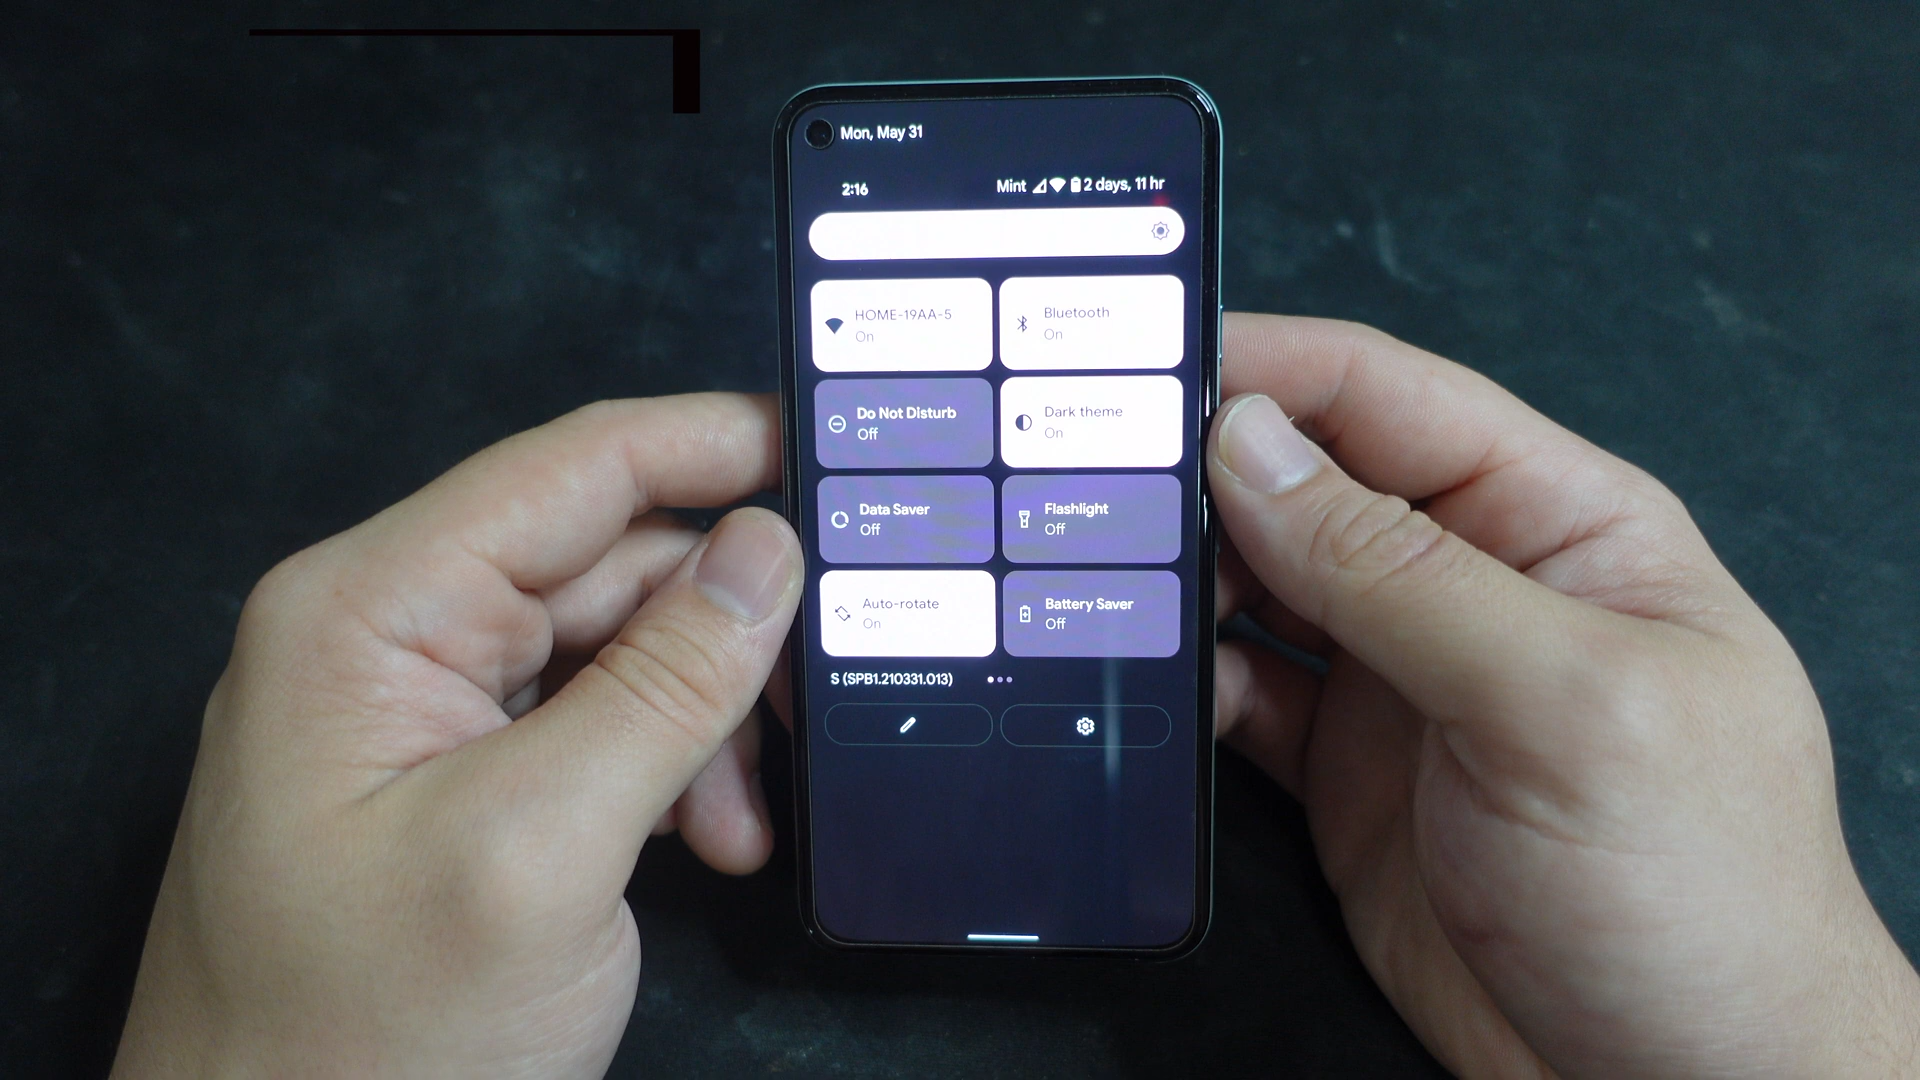 Mon, May 31
2:16
Mint 2 days, 11 hr
HOME-19AA-5
On
Bluetooth
On
Do Not Disturb
Off
Dark theme
On
Data Saver
Off
Flashlight
Off
Auto-rotate
On
Battery Saver
Off
S (SPB1.210331.013)